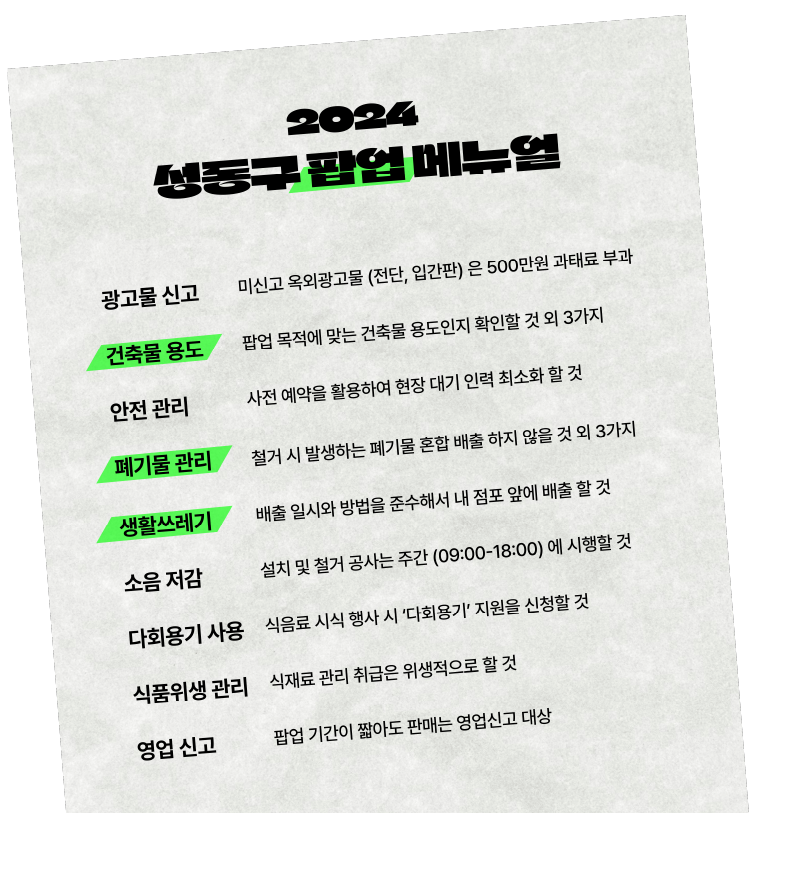 2024
성동구 팝업 메뉴얼
광고물 신고 미신고 옥외광고물 (전단, 입간판) 은 500만원 과태료 부과
건축물 용도 팝업 목적에 맞는 건축물 용도인지 확인할 것 외 3가지
안전 관리 사전 예약을 활용하여 현장 대기 인력 최소화 할 것
폐기물 관리 철거 시 발생하는 폐기물 혼합 배출 하지 않을 것 외 3가지
생활쓰레기 배출 일시와 방법을 준수해서 내 점포 앞에 배출 할 것
소음 저감 설치 및 철거 공사는 주간 (09:00-18:00) 에 시행할 것
다회용기 사용 식음료 시식 행사 시 ‘다회용기’ 지원을 신청할 것
식품위생 관리 식재료 관리 취급은 위생적으로 할 것
영업 신고 팝업 기간이 짧아도 판매는 영업신고 대상